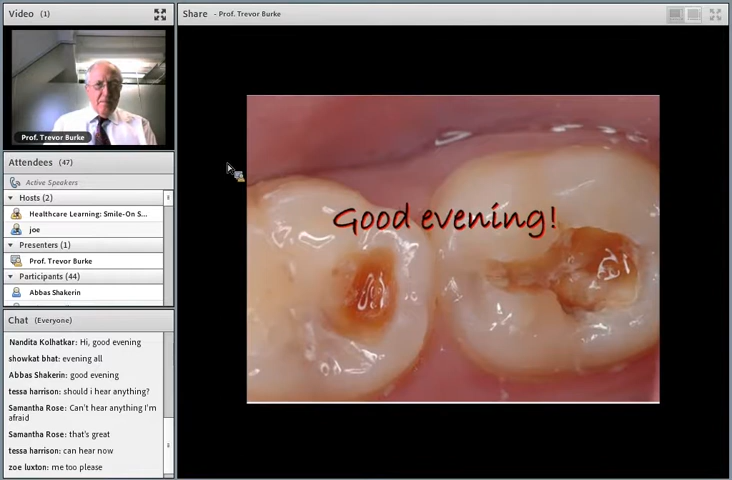 Video (1)
Prof. Trevor Burke
Attendees (47)
Active Speakers
Hosts (2)
Healthcare Learning: Smile-On S...
joe
Presenters (1)
Prof. Trevor Burke
Participants (44)
Abbas Shakerin
Chat (Everyone)
Nandita Kolhatkar: Hi, good evening
showkat bhat: evening all
Abbas Shakerin: good evening
tessa harrison: should i hear anything?
Samantha Rose: Can't hear anything I'm
afraid
Samantha Rose: that's great
tessa harrison: can hear now
zoe luxton: me too please
Share - Prof. Trevor Burke
Good evening!